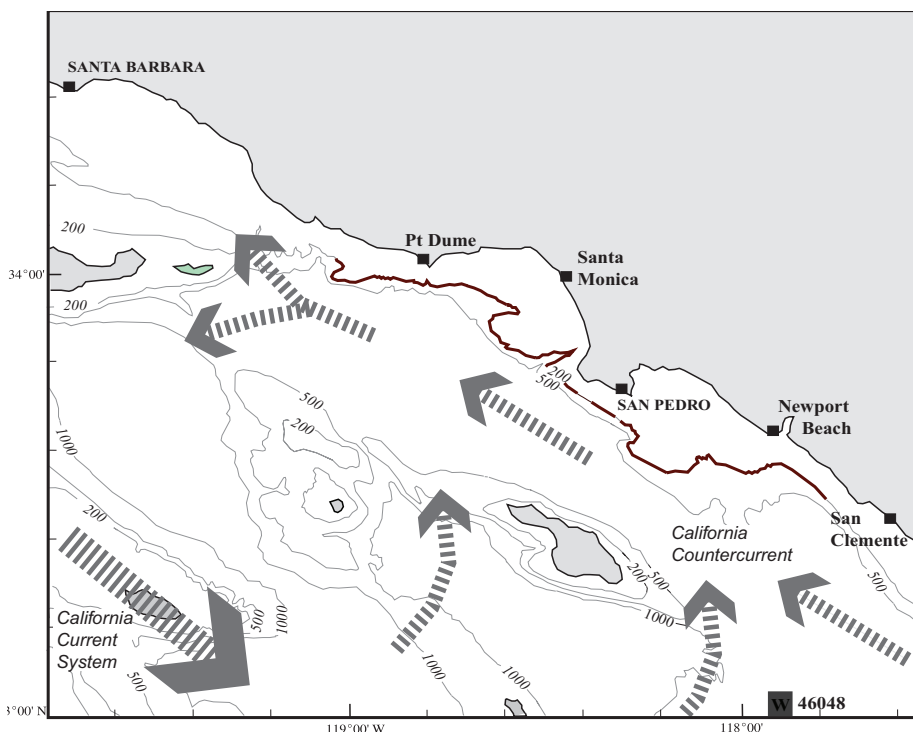 SANTA BARBARA
200
Pt Dume
Santa
Monica
34°00'
200
200
500
SAN PEDRO
Newport
Beach
500
200
1000
200
California
Countercurrent
San
Clemente
500
200
500
1000
California
Current
System
500
1000
500
1000
1000
W 46048
3°00' N
119°00' W
118°00'